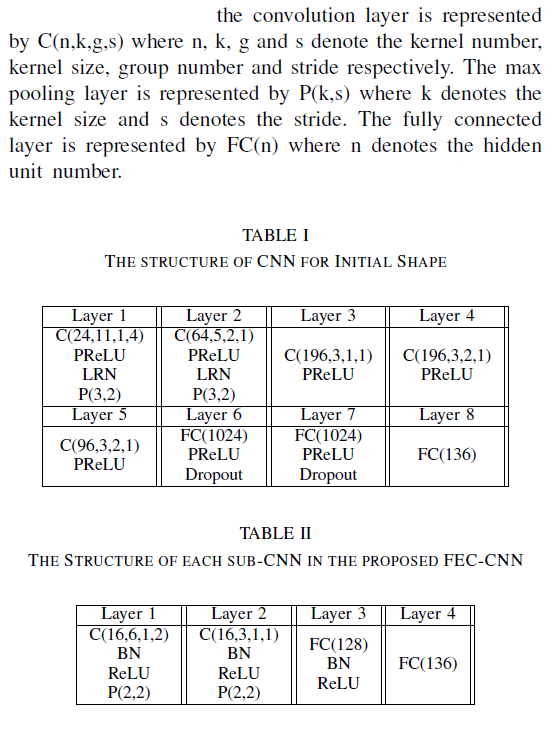 the convolution layer is represented
by C(n,k,g,s) where n, k, g and s denote the kernel number,
kernel size, group number and stride respectively. The max
pooling layer is represented by P(k,s) where k denotes the
kernel size and s denotes the stride. The fully connected
layer is represented by FC(n) where n denotes the hidden
unit number.
TABLE I
THE STRUCTURE OF CNN FOR INITIAL SHAPE
Layer 1 Layer 2 Layer 3 Layer 4
C(24,11,1,4) C(64,5,2,1)
PReLU PReLU C(196,3,1,1) C(196,3,2,1)
LRN LRN PReLU PReLU
P(3,2) P(3,2)
Layer 5 Layer 6 Layer 7 Layer 8
C(96,3,2,1) FC(1024) FC(1024)
PReLU PReLU PReLU FC(136)
Dropout Dropout
TABLE II
THE STRUCTURE OF EACH SUB-CNN IN THE PROPOSED FEC-CNN
Layer 1 Layer 2 Layer 3 Layer 4
C(16,6,1,2) C(16,3,1,1) FC(128)
BN BN BN FC(136)
ReLU ReLU ReLU
P(2,2) P(2,2)